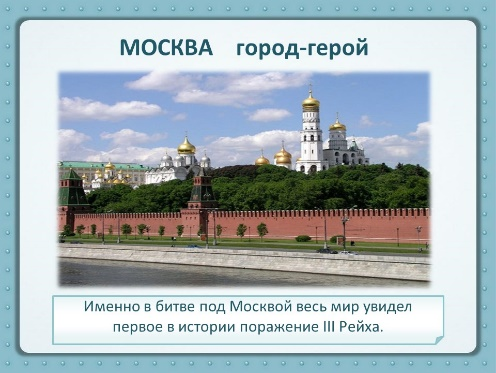 МОСКВА город-герой
Именно в битве под Москвой весь мир увидел
первое в истории поражение III Рейха.